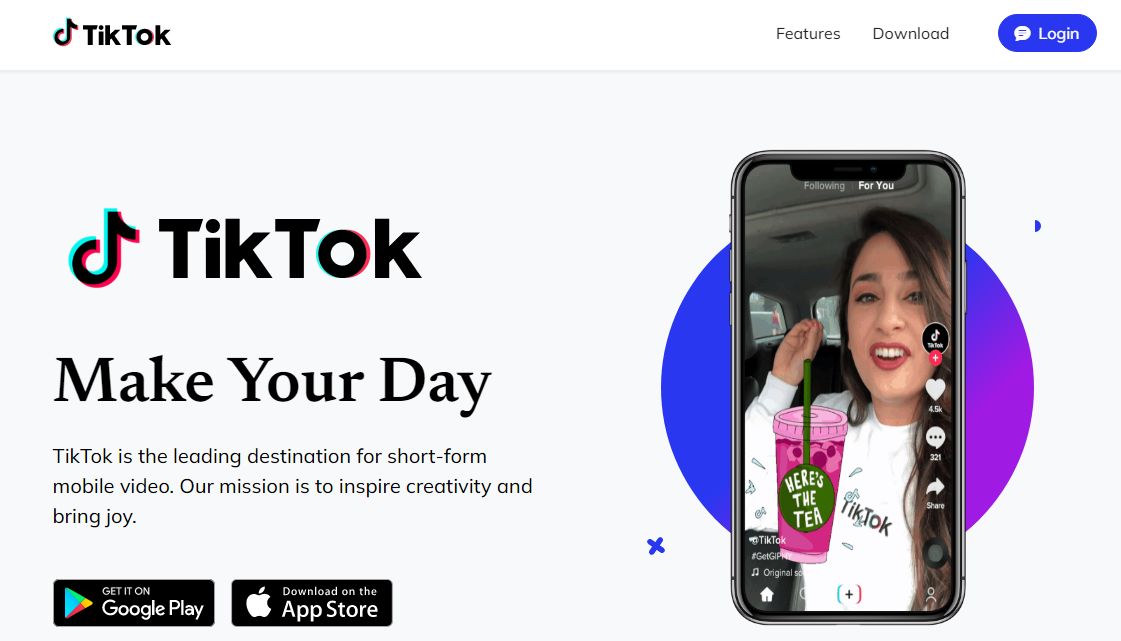 TikTok
Features
Download
Login
TikTok
Make Your Day
TikTok is the leading destination for short-form
mobile video. Our mission is to inspire creativity and
bring joy.
GET IT ON
Google Play
Download on the
App Store
Following
For You
TikTok
4.5k
321
Share
HERE'S
THE
TEA
TikTok
@TikTok
#GetGIPHY
Original